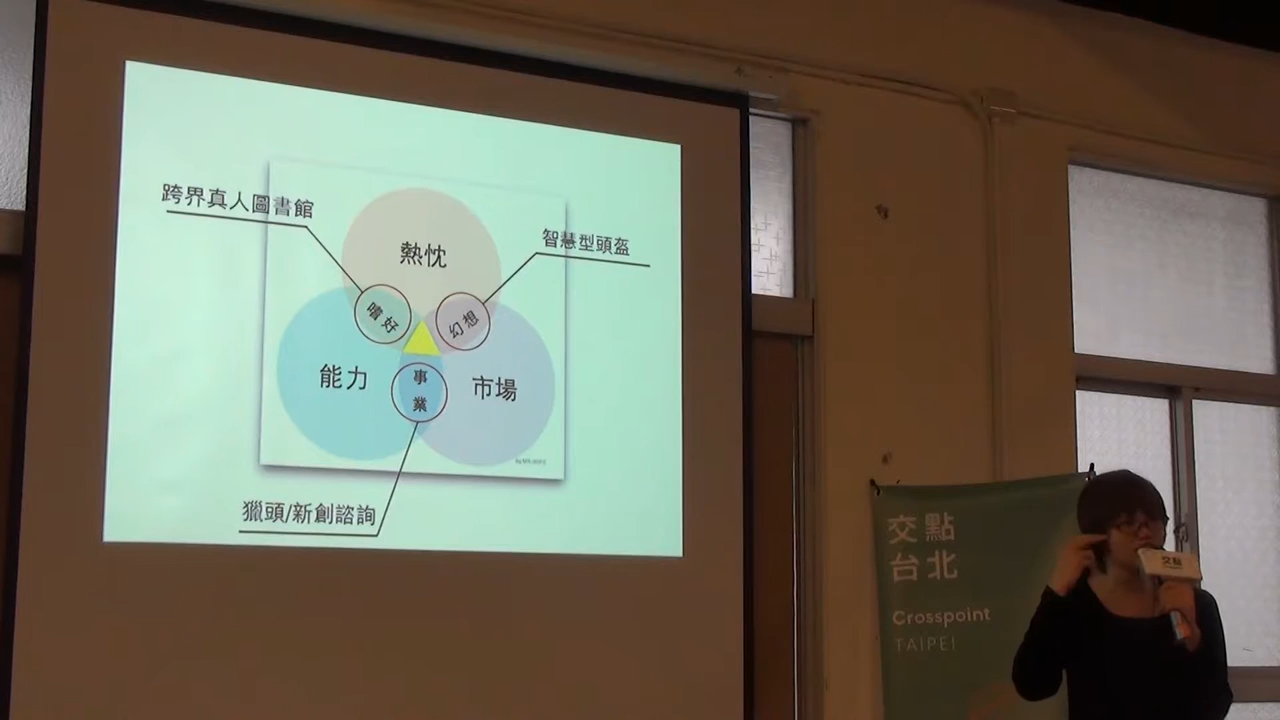 跨界真人圖書館
熱忱
智慧型頭盔
嗜好
幻想
能力
事業
市場
獵頭/新創諮詢
交點
台北
Crosspoint
TAIPEI
交點